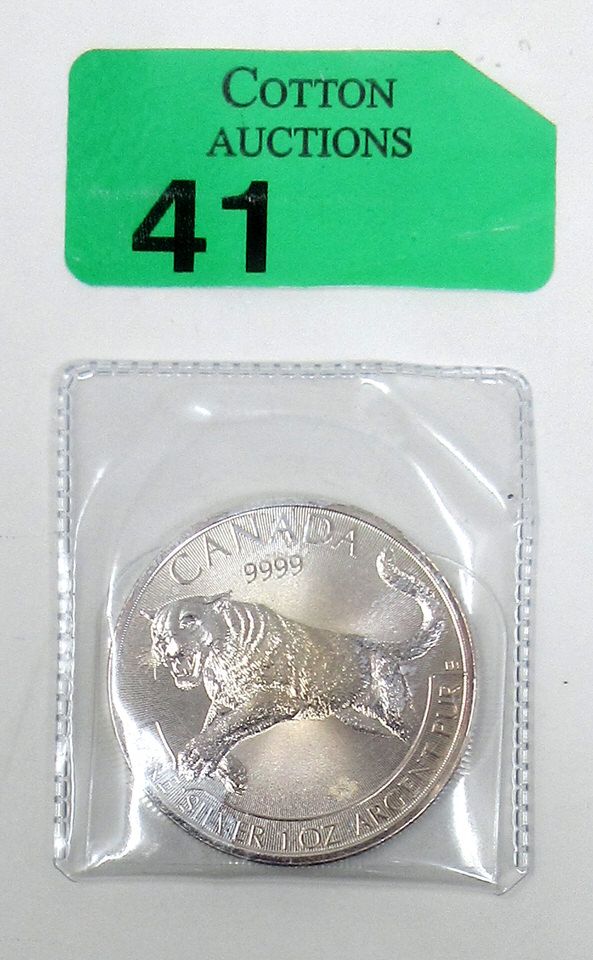 COTTON
AUCTIONS
41
CANADA
9999
SILVER 1 OZ ARGENT PUR